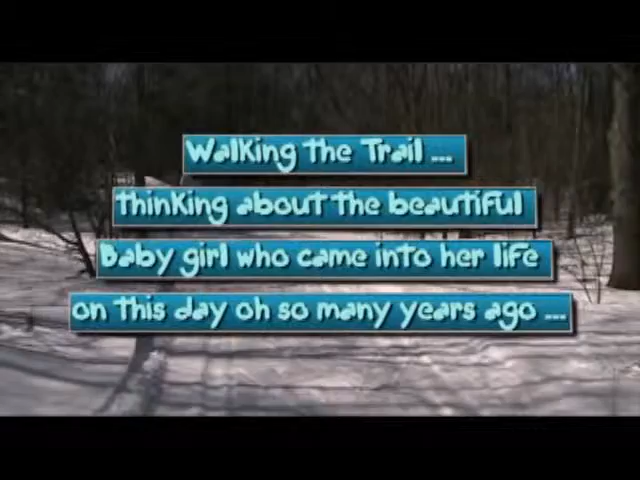 Walking the Trail ...
thinking about the beautiful
Baby girl who came into her life
on this day oh so many years ago ...